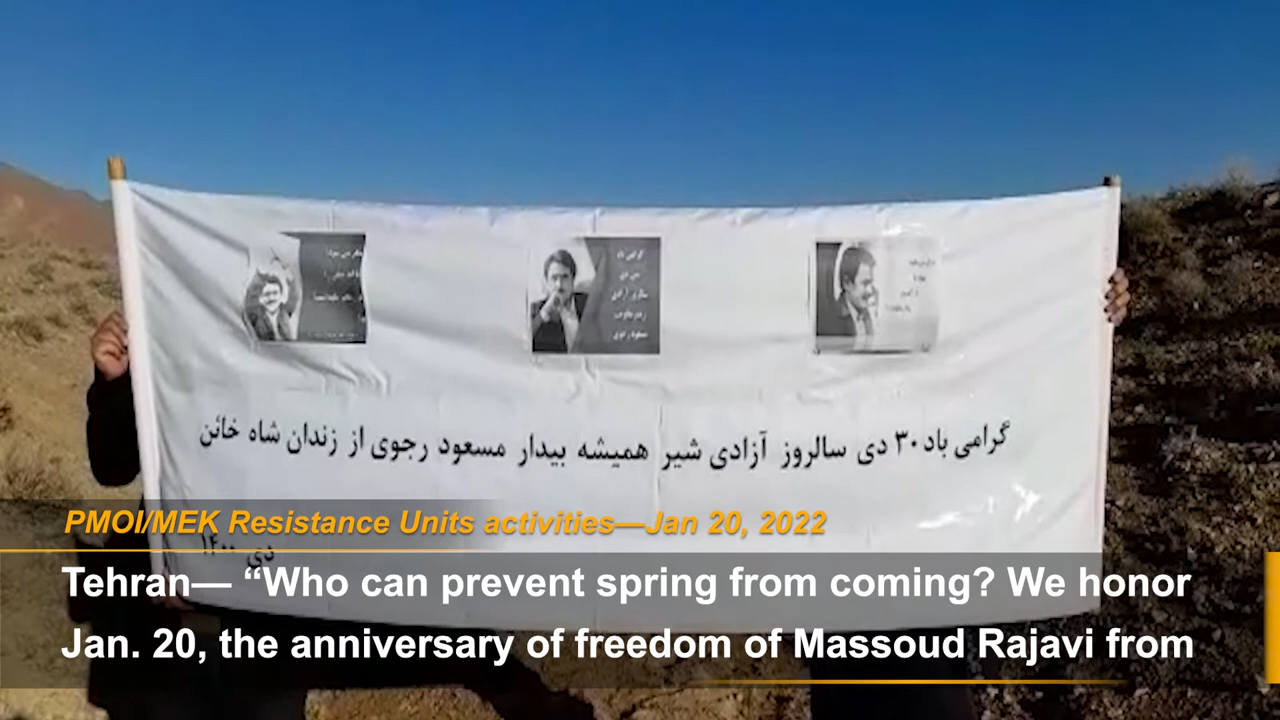 گرامی باد ۳۰ دی سالروز آزادی شیر همیشه بیدار مسعود رجوی از زندان شاه خائن
دی ۱۴۰۰
PMOI/MEK Resistance Units activities—Jan 20, 2022
Tehran— “Who can prevent spring from coming? We honor
Jan. 20, the anniversary of freedom of Massoud Rajavi from